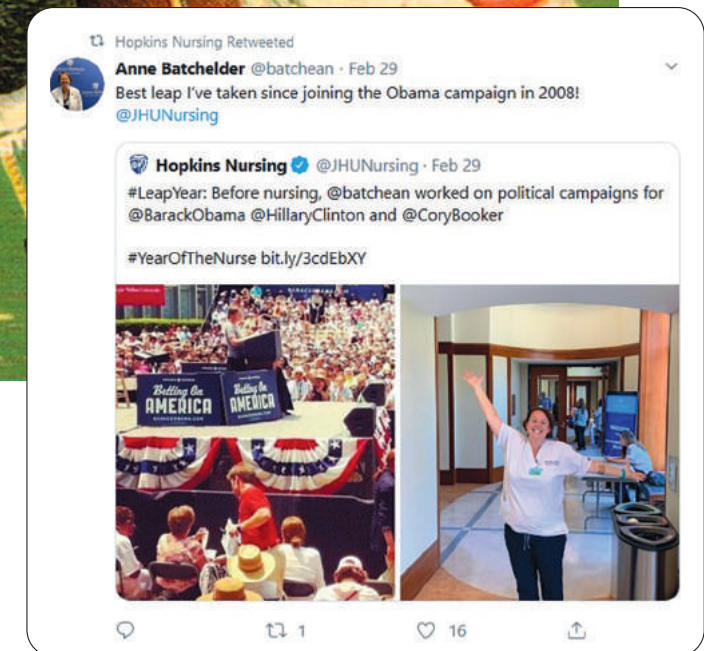 Hopkins Nursing Retweeted
Anne Batchelder @batchean · Feb 29
Best leap I've taken since joining the Obama campaign in 2008!
@JHUNursing
Hopkins Nursing @JHUNursing · Feb 29
#LeapYear: Before nursing, @batchean worked on political campaigns for
@BarackObama @HillaryClinton and @CoryBooker
#YearOfTheNurse bit.ly/3cdEbXY
Betting On
AMERICA
Betting On
AMERICA
1
16